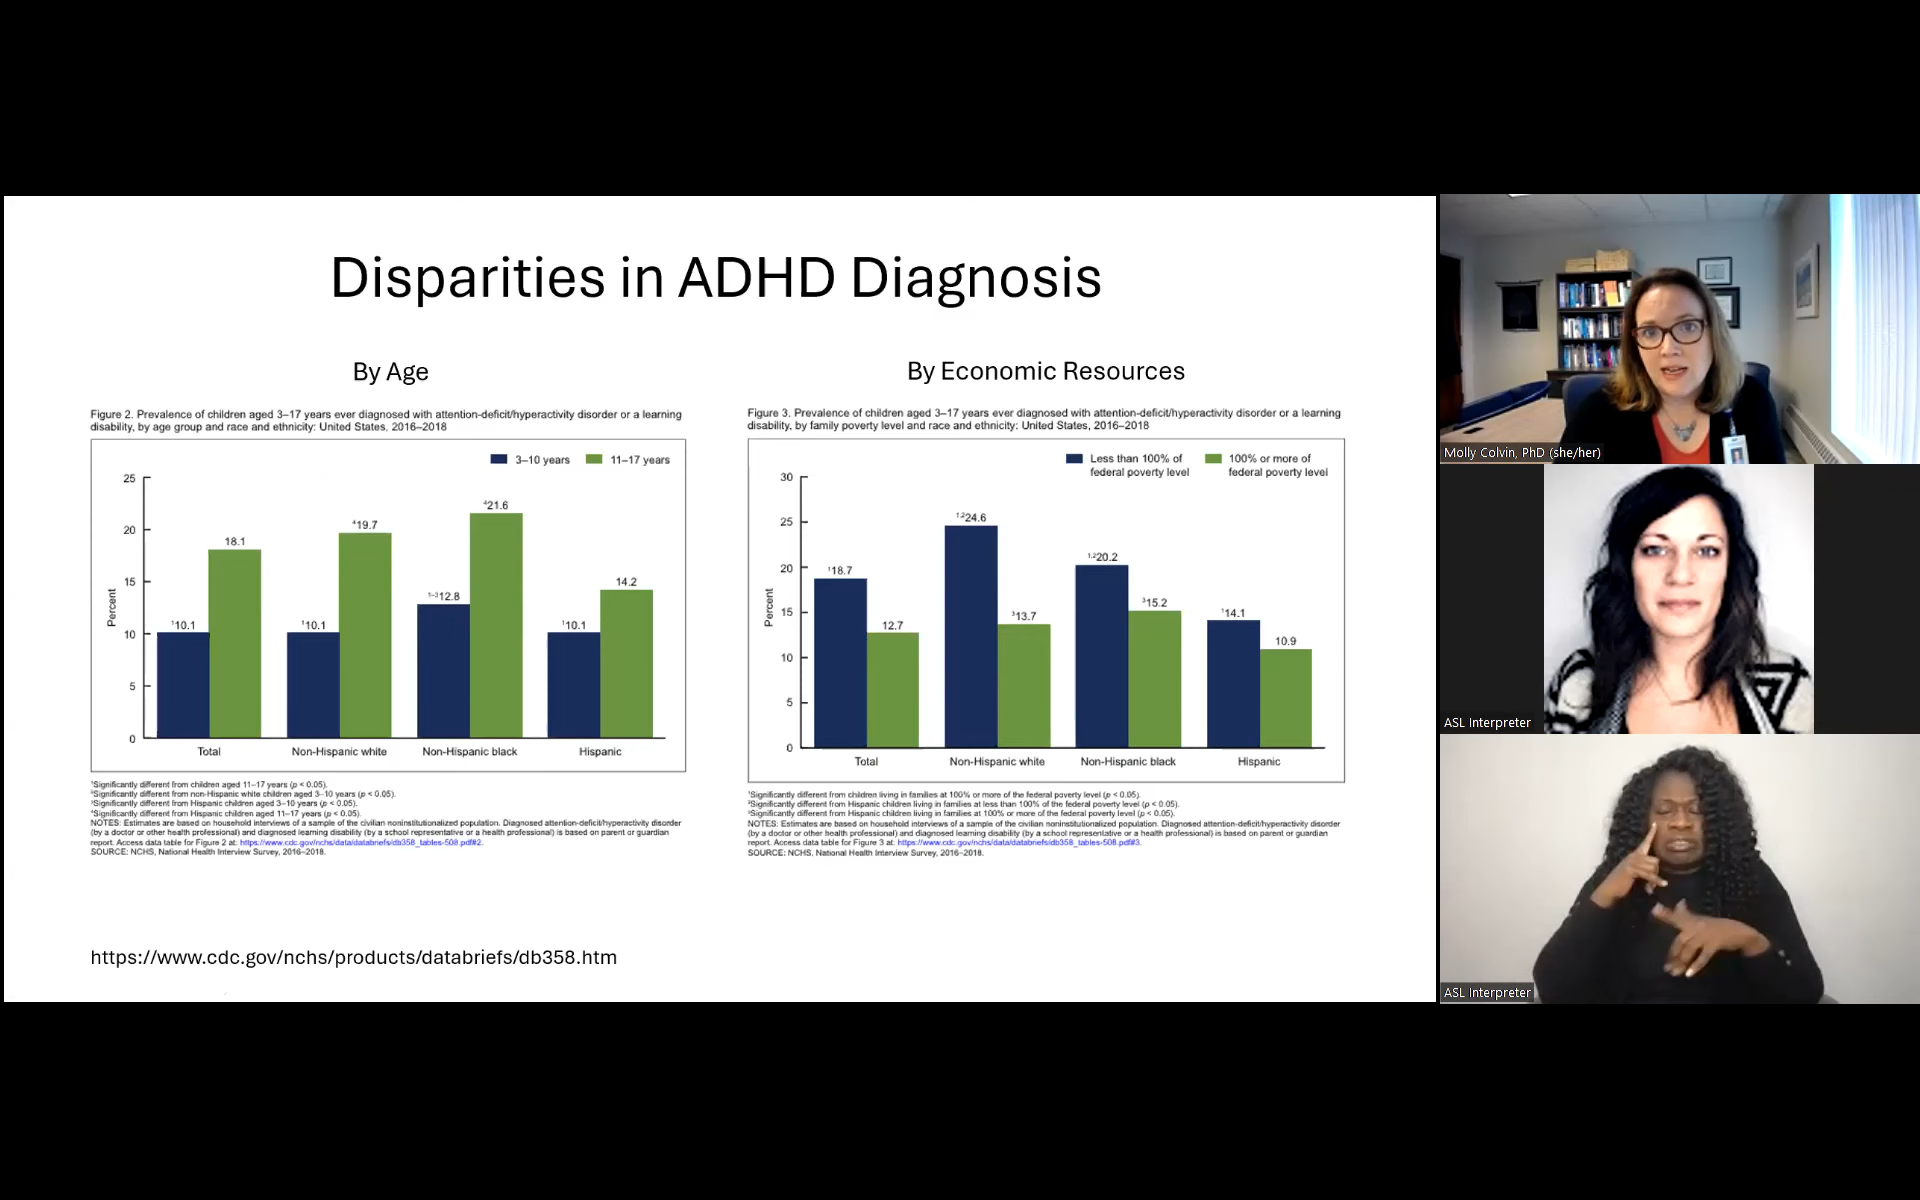 Disparities in ADHD Diagnosis
By Age
Figure 2. Prevalence of children aged 3–17 years ever diagnosed with attention-deficit/hyperactivity disorder or a learning
disability, by age group and race and ethnicity: United States, 2016–2018
3–10 years
11–17 years
25
20
15
10
5
0
Percent
¹10.1
18.1
¹10.1
⁴19.7
¹⁻³12.8
⁴21.6
¹10.1
14.2
Total
Non-Hispanic white
Non-Hispanic black
Hispanic
¹Significantly different from children aged 11–17 years (p < 0.05).
²Significantly different from non-Hispanic white children aged 3–10 years (p < 0.05).
³Significantly different from Hispanic children aged 3–10 years (p < 0.05).
⁴Significantly different from Hispanic children aged 11–17 years (p < 0.05).
NOTES: Estimates are based on household interviews of a sample of the civilian noninstitutionalized population. Diagnosed attention-deficit/hyperactivity disorder
(by a doctor or other health professional) and diagnosed learning disability (by a school representative or a health professional) is based on parent or guardian
report. Access data table for Figure 2 at: https://www.cdc.gov/nchs/data/databriefs/db358_tables-508.pdf#2.
SOURCE: NCHS, National Health Interview Survey, 2016–2018.
By Economic Resources
Figure 3. Prevalence of children aged 3–17 years ever diagnosed with attention-deficit/hyperactivity disorder or a learning
disability, by family poverty level and race and ethnicity: United States, 2016–2018
Less than 100% of
federal poverty level
100% or more of
federal poverty level
30
25
20
15
10
5
0
Percent
¹18.7
12.7
¹,²24.6
³13.7
¹,²20.2
³15.2
¹14.1
10.9
Total
Non-Hispanic white
Non-Hispanic black
Hispanic
¹Significantly different from children living in families at 100% or more of the federal poverty level (p < 0.05).
²Significantly different from Hispanic children living in families at less than 100% of the federal poverty level (p < 0.05).
³Significantly different from Hispanic children living in families at 100% or more of the federal poverty level (p < 0.05).
NOTES: Estimates are based on household interviews of a sample of the civilian noninstitutionalized population. Diagnosed attention-deficit/hyperactivity disorder
(by a doctor or other health professional) and diagnosed learning disability (by a school representative or a health professional) is based on parent or guardian
report. Access data table for Figure 3 at: https://www.cdc.gov/nchs/data/databriefs/db358_tables-508.pdf#3.
SOURCE: NCHS, National Health Interview Survey, 2016–2018.
https://www.cdc.gov/nchs/products/databriefs/db358.htm
Molly Colvin, PhD (she/her)
ASL Interpreter
ASL Interpreter